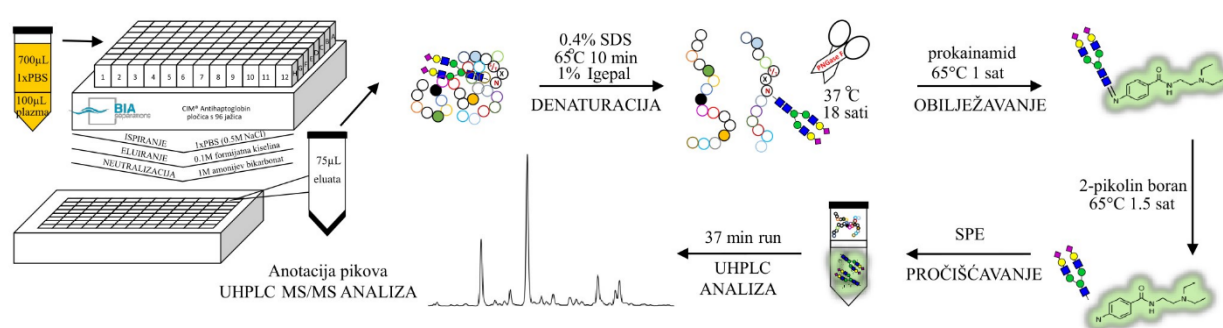 700µL
1xPBS
100µL
plazma
1 2 3 4 5 6 7 8 9 10 11 12
BIA
separations
CIM® Antihaptoglobin
pločica s 96 jažica
ISPIRANJE 1xPBS (0.5M NaCl)
ELUIRANJE 0.1M formijatna kiselina
NEUTRALIZACIJA 1M amonijev bikarbonat
75µL
eluata
0.4% SDS
65°C 10 min
1% Igepal
DENATURACIJA
X
N
X
N
PNGase F
37 °C
18 sati
prokainamid
65°C 1 sat
OBILJEŽAVANJE
N
O
N
H
N
2-pikolin boran
65°C 1.5 sat
N
O
N
H
N
SPE
PROČIŠĆAVANJE
37 min run
UHPLC
ANALIZA
Anotacija pikova
UHPLC MS/MS ANALIZA